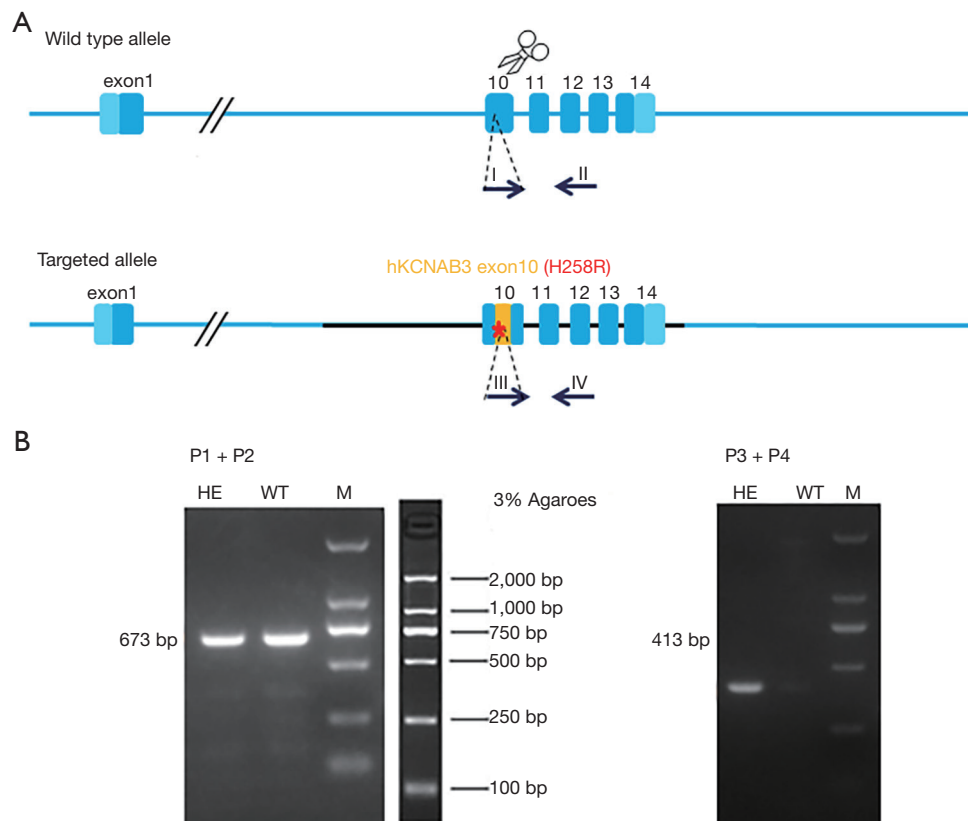 A
Wild type allele
exon1
10 11 12 13 14
I II
Targeted allele
hKCNAB3 exon10 (H258R)
exon1
10 11 12 13 14
III IV
B
P1 + P2
HE WT M
673 bp
3% Agaroes
2,000 bp
1,000 bp
750 bp
500 bp
250 bp
100 bp
P3 + P4
HE WT M
413 bp